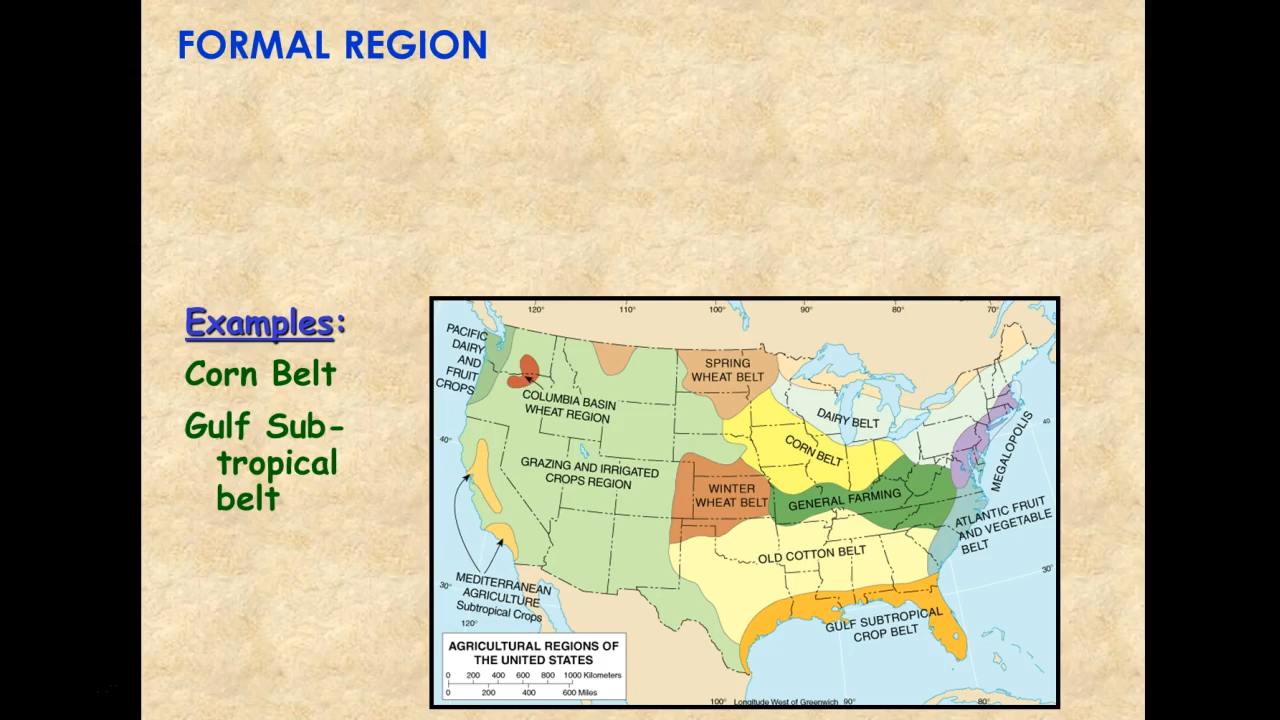 FORMAL REGION
Examples:
Corn Belt
Gulf Sub-
tropical
belt
120°
110°
100°
90°
80°
70°
PACIFIC
DAIRY
AND
FRUIT
CROPS
SPRING
WHEAT BELT
COLUMBIA BASIN
WHEAT REGION
DAIRY BELT
CORN BELT
MEGALOPOLIS
40°
40
GRAZING AND IRRIGATED
CROPS REGION
WINTER
WHEAT BELT
GENERAL FARMING
ATLANTIC FRUIT
AND VEGETABLE
BELT
OLD COTTON BELT
30°
30°
MEDITERRANEAN
AGRICULTURE
Subtropical Crops
120°
GULF SUBTROPICAL
CROP BELT
AGRICULTURAL REGIONS OF
THE UNITED STATES
0 200 400 600 800 1000 Kilometers
0 200 400 600 Miles
100° Longitude West of Greenwich 90° 80°